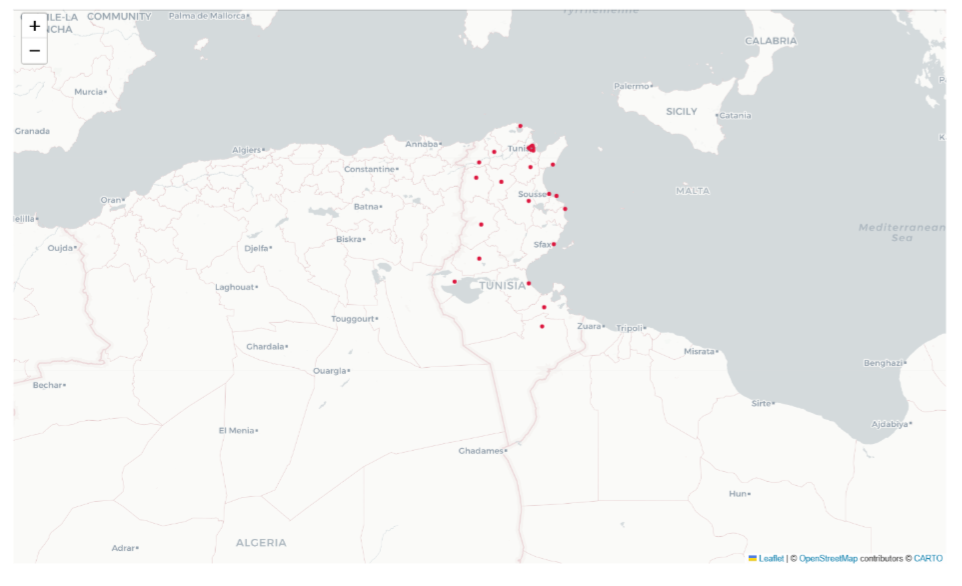 COMMUNITY
Palma de Mallorca
NCHA
+
−
CALABRIA
Murcia
Palermo
SICILY
Catania
Granada
Annaba
Algiers
Constantine
Oran
Batna
Sousse
MALTA
Mediterranean
Sea
Oujda
Djelfa
Biskra
Sfax
Laghouat
TUNISIA
Touggourt
Zuara
Tripoli
Ghardaia
Misrata
Ouargla
Benghazi
Bechar
Sirte
Ajdabiya
El Menia
Ghadames
Hun
ALGERIA
Adrar
Leaflet | © OpenStreetMap contributors © CARTO